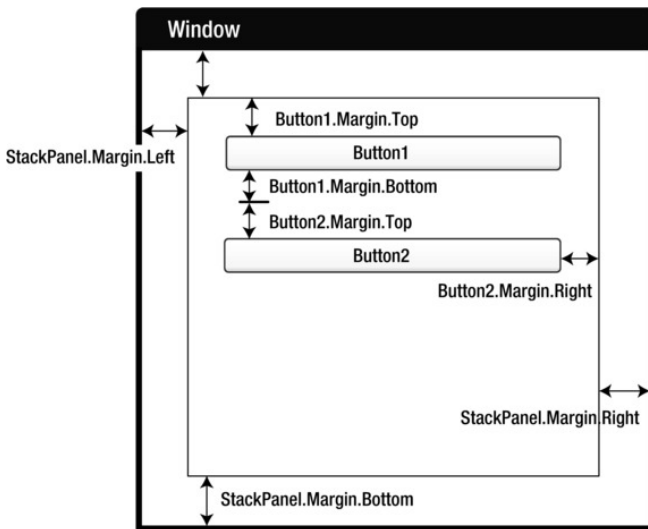 Window
Button1.Margin.Top
StackPanel.Margin.Left
Button1
Button1.Margin.Bottom
Button2.Margin.Top
Button2
Button2.Margin.Right
StackPanel.Margin.Right
StackPanel.Margin.Bottom